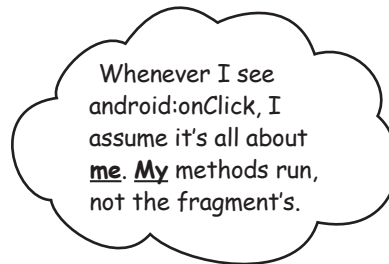 Whenever I see
android:onClick, I
assume it’s all about
me. My methods run,
not the fragment’s.